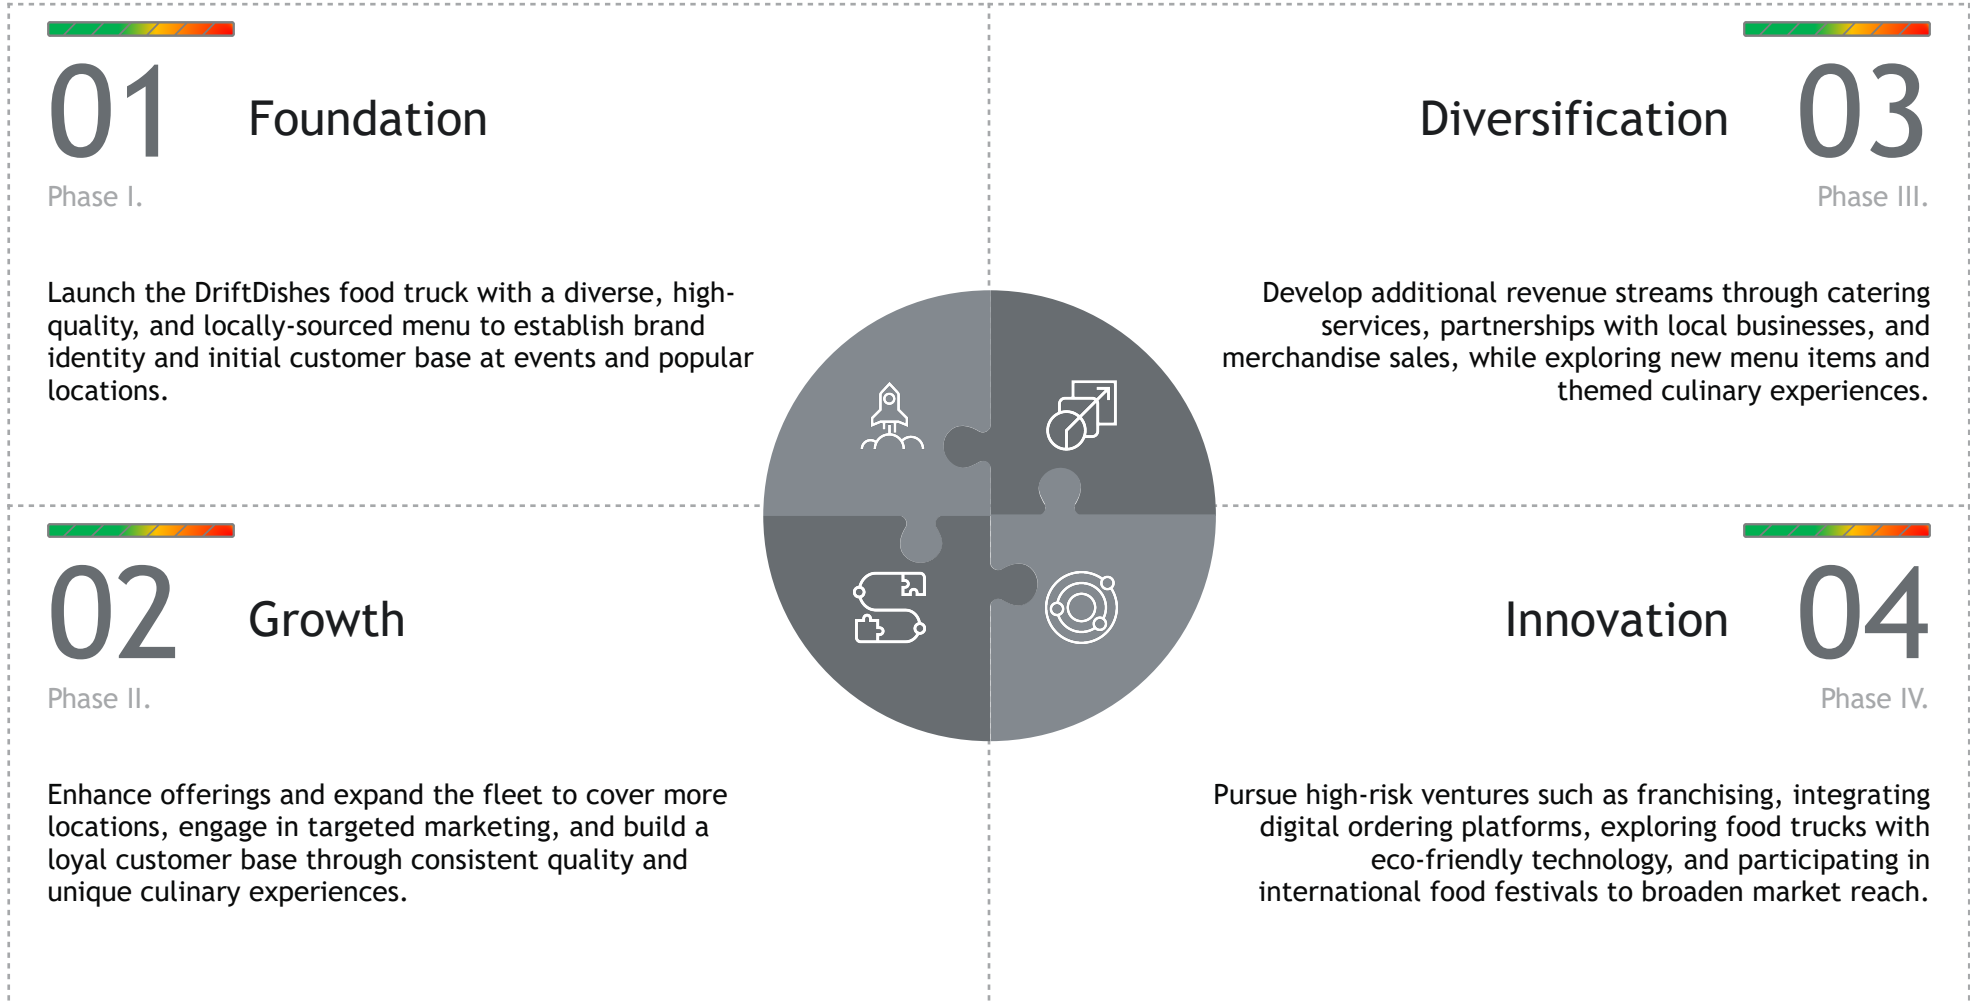 01
Foundation
Phase I.
Launch the DriftDishes food truck with a diverse, high-
quality, and locally-sourced menu to establish brand
identity and initial customer base at events and popular
locations.
02
Growth
Phase II.
Enhance offerings and expand the fleet to cover more
locations, engage in targeted marketing, and build a
loyal customer base through consistent quality and
unique culinary experiences.
Diversification
03
Phase III.
Develop additional revenue streams through catering
services, partnerships with local businesses, and
merchandise sales, while exploring new menu items and
themed culinary experiences.
Innovation
04
Phase IV.
Pursue high-risk ventures such as franchising, integrating
digital ordering platforms, exploring food trucks with
eco-friendly technology, and participating in
international food festivals to broaden market reach.